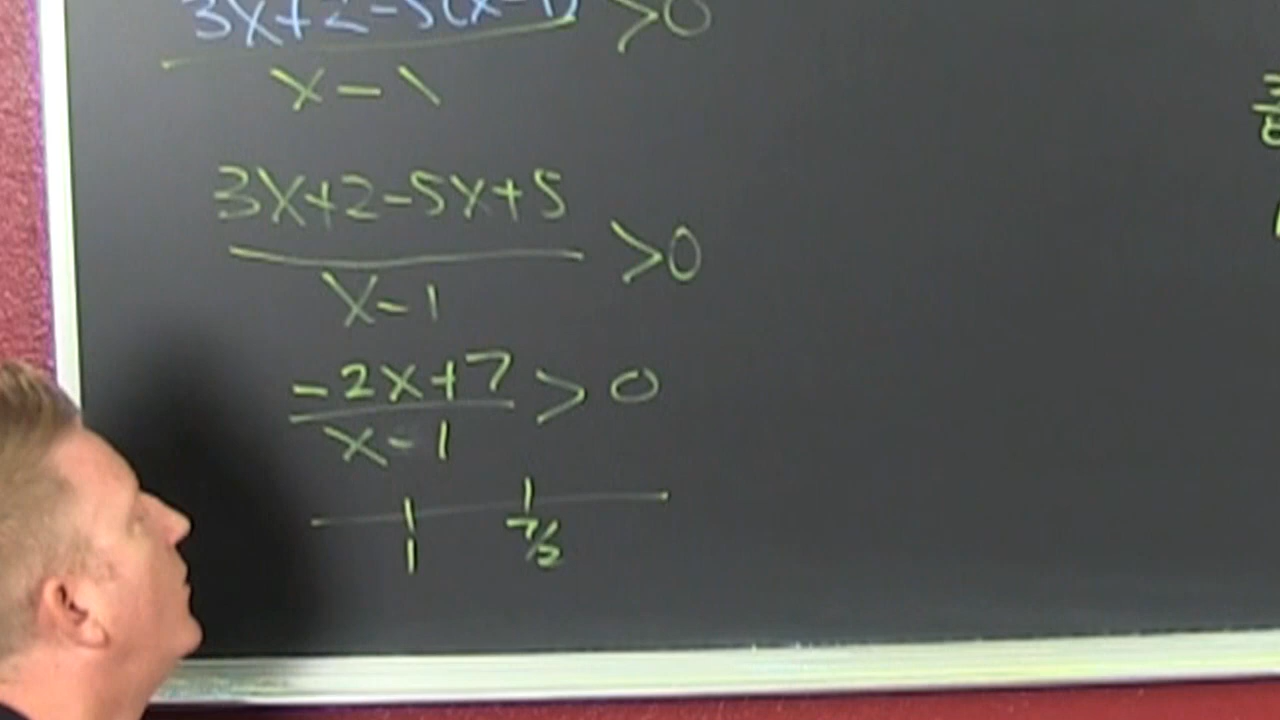 3x+2-5(x-1) >0
x-1
3x+2-5x+5 >0
x-1
-2x+7 > 0
x-1
1 7/2